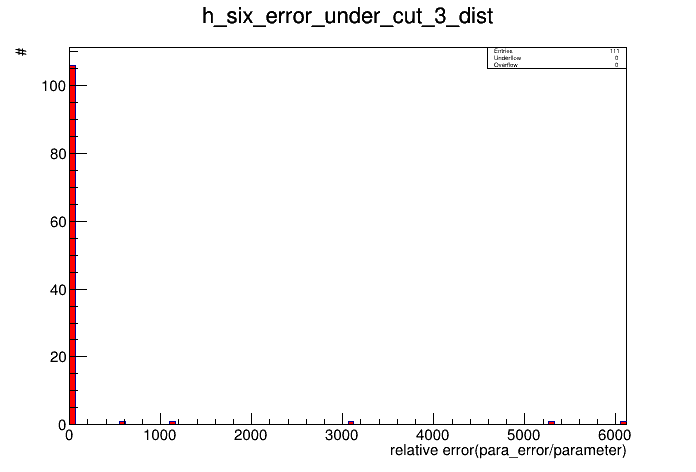 h_six_error_under_cut_3_dist
#
Entries 111
Underflow 0
Overflow 0
100
80
60
40
20
0
0 1000 2000 3000 4000 5000 6000
relative error(para_error/parameter)